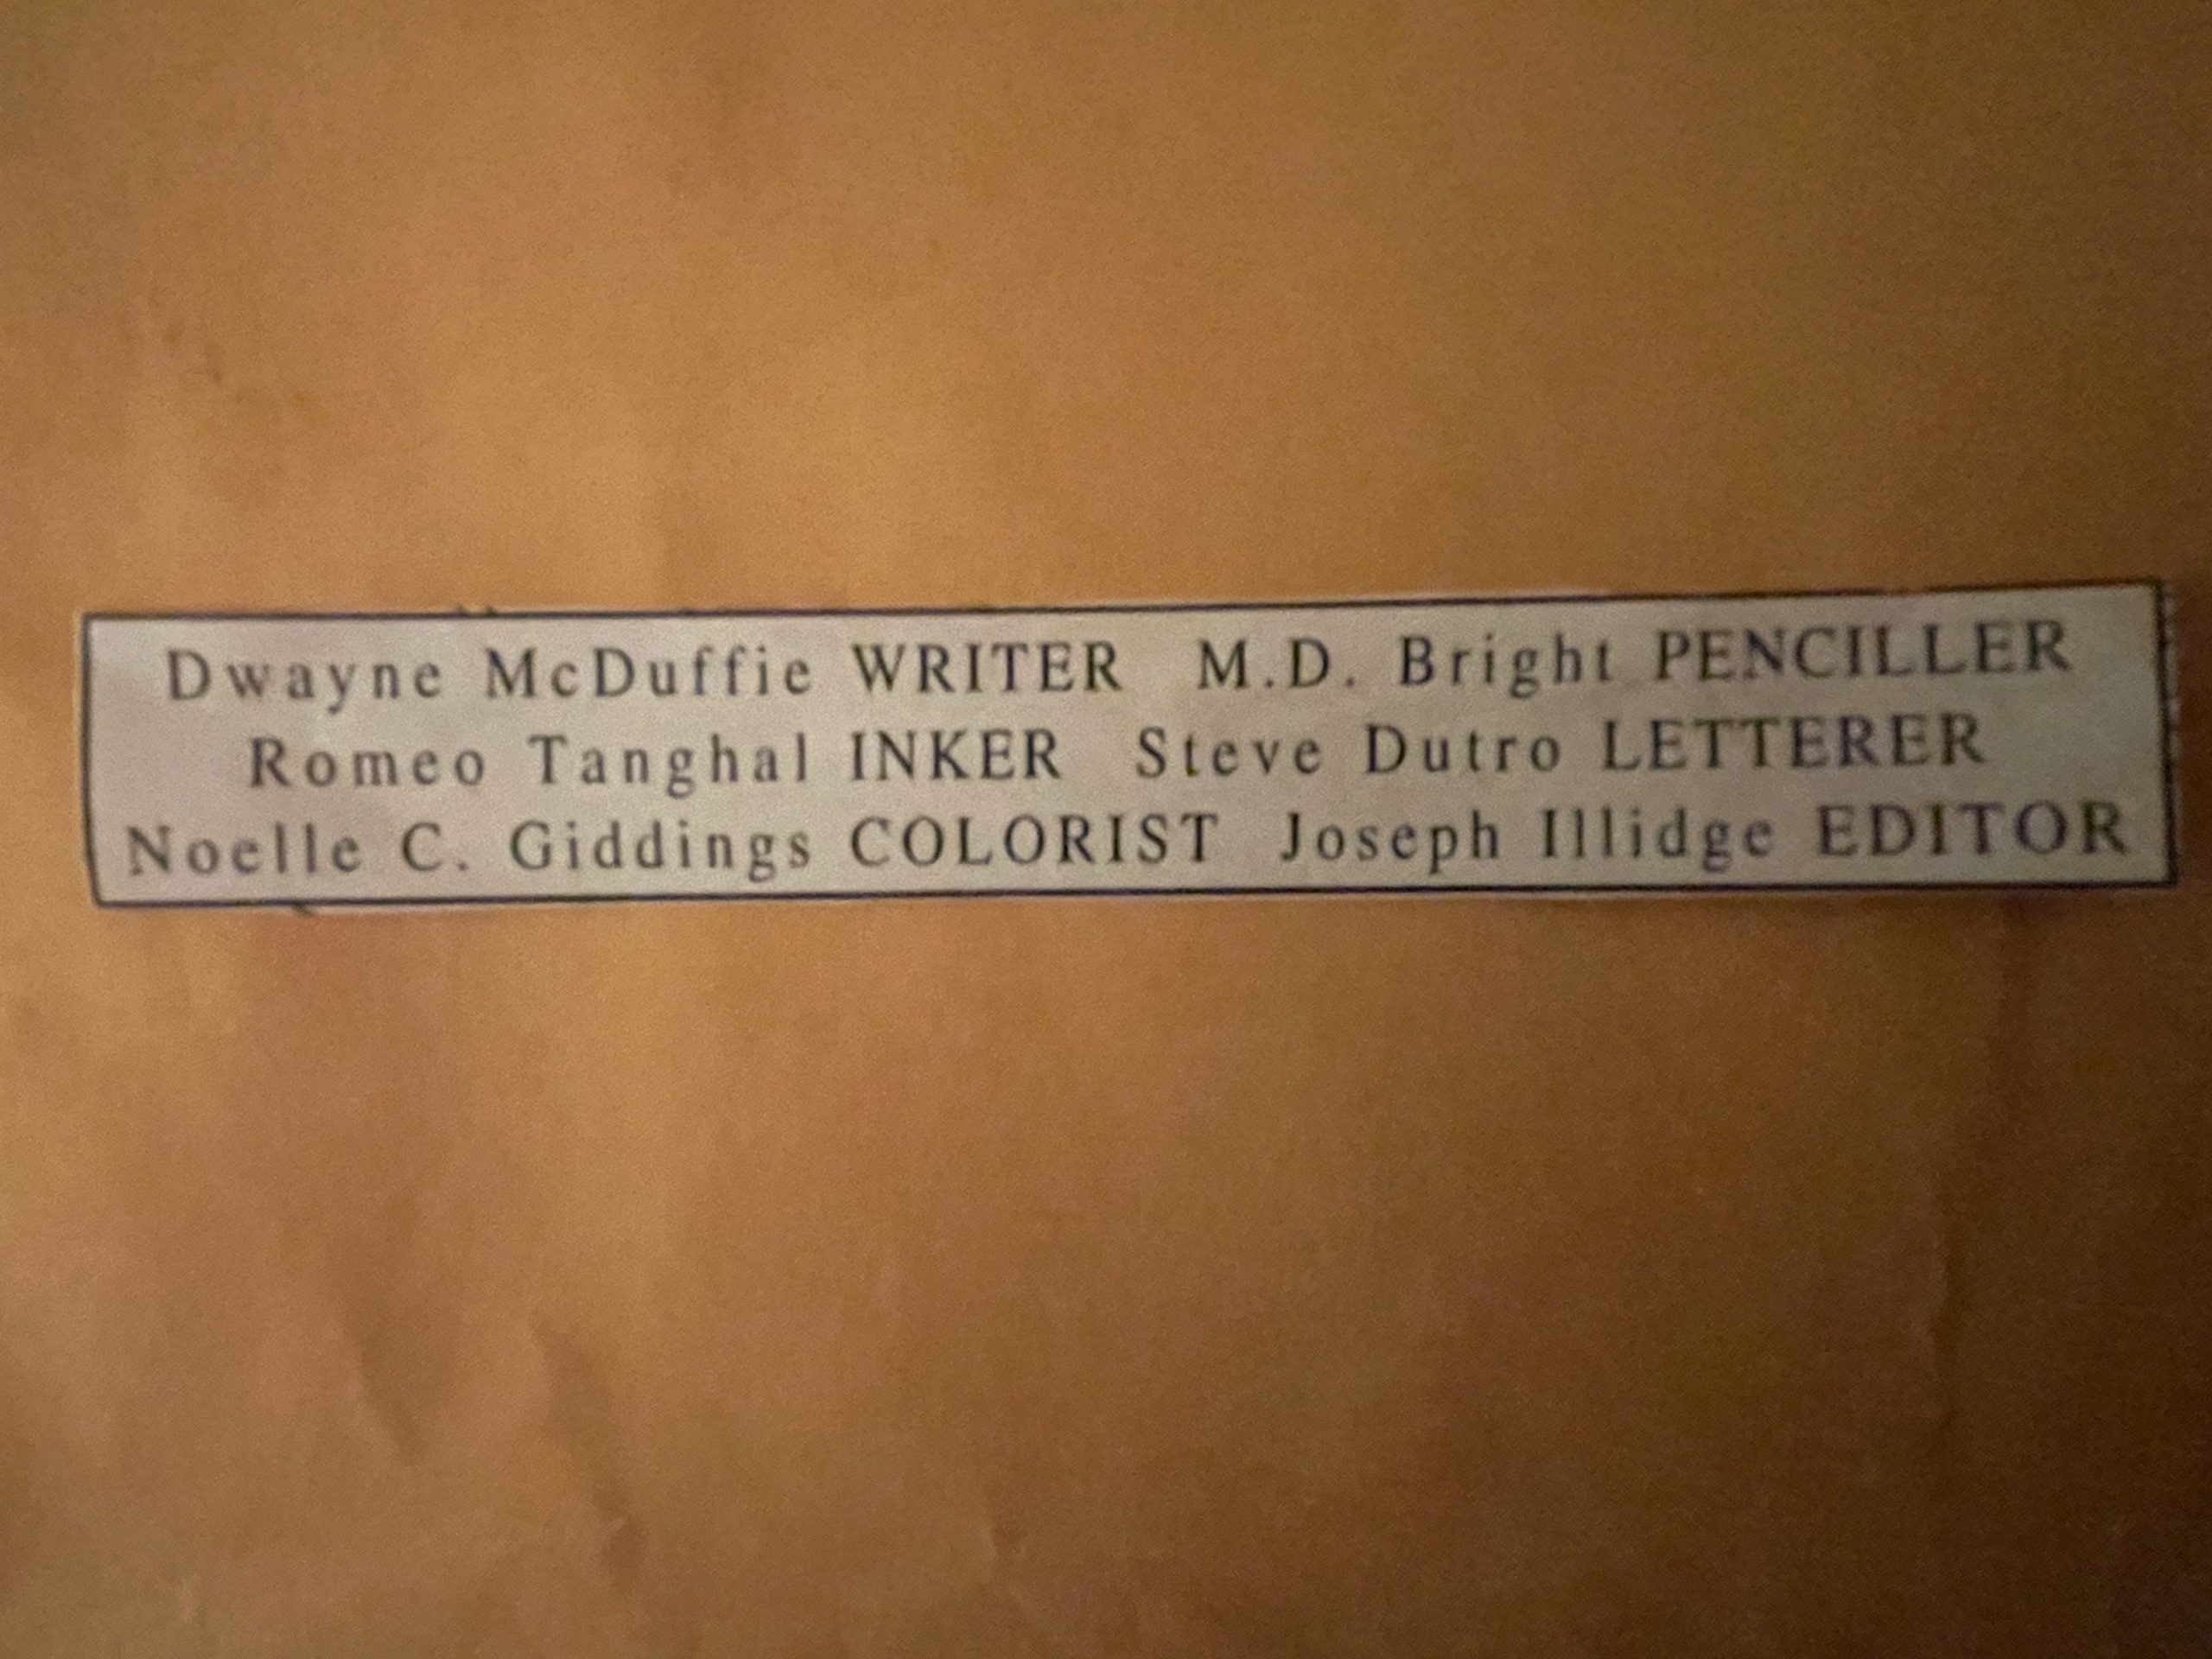 Dwayne McDuffie WRITER M.D. Bright PENCILLER
Romeo Tanghal INKER Steve Dutro LETTERER
Noelle C. Giddings COLORIST Joseph Illidge EDITOR